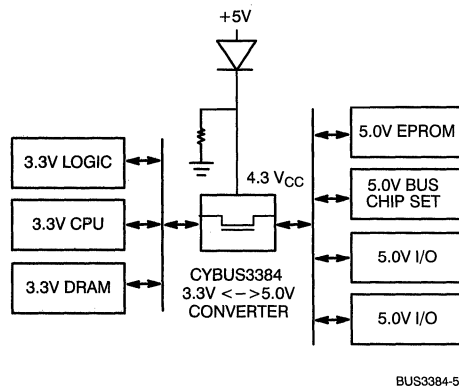 +5V
4.3 VCC
3.3V LOGIC
3.3V CPU
3.3V DRAM
CYBUS3384
3.3V <–>5.0V
CONVERTER
5.0V EPROM
5.0V BUS
CHIP SET
5.0V I/O
5.0V I/O
BUS3384-5